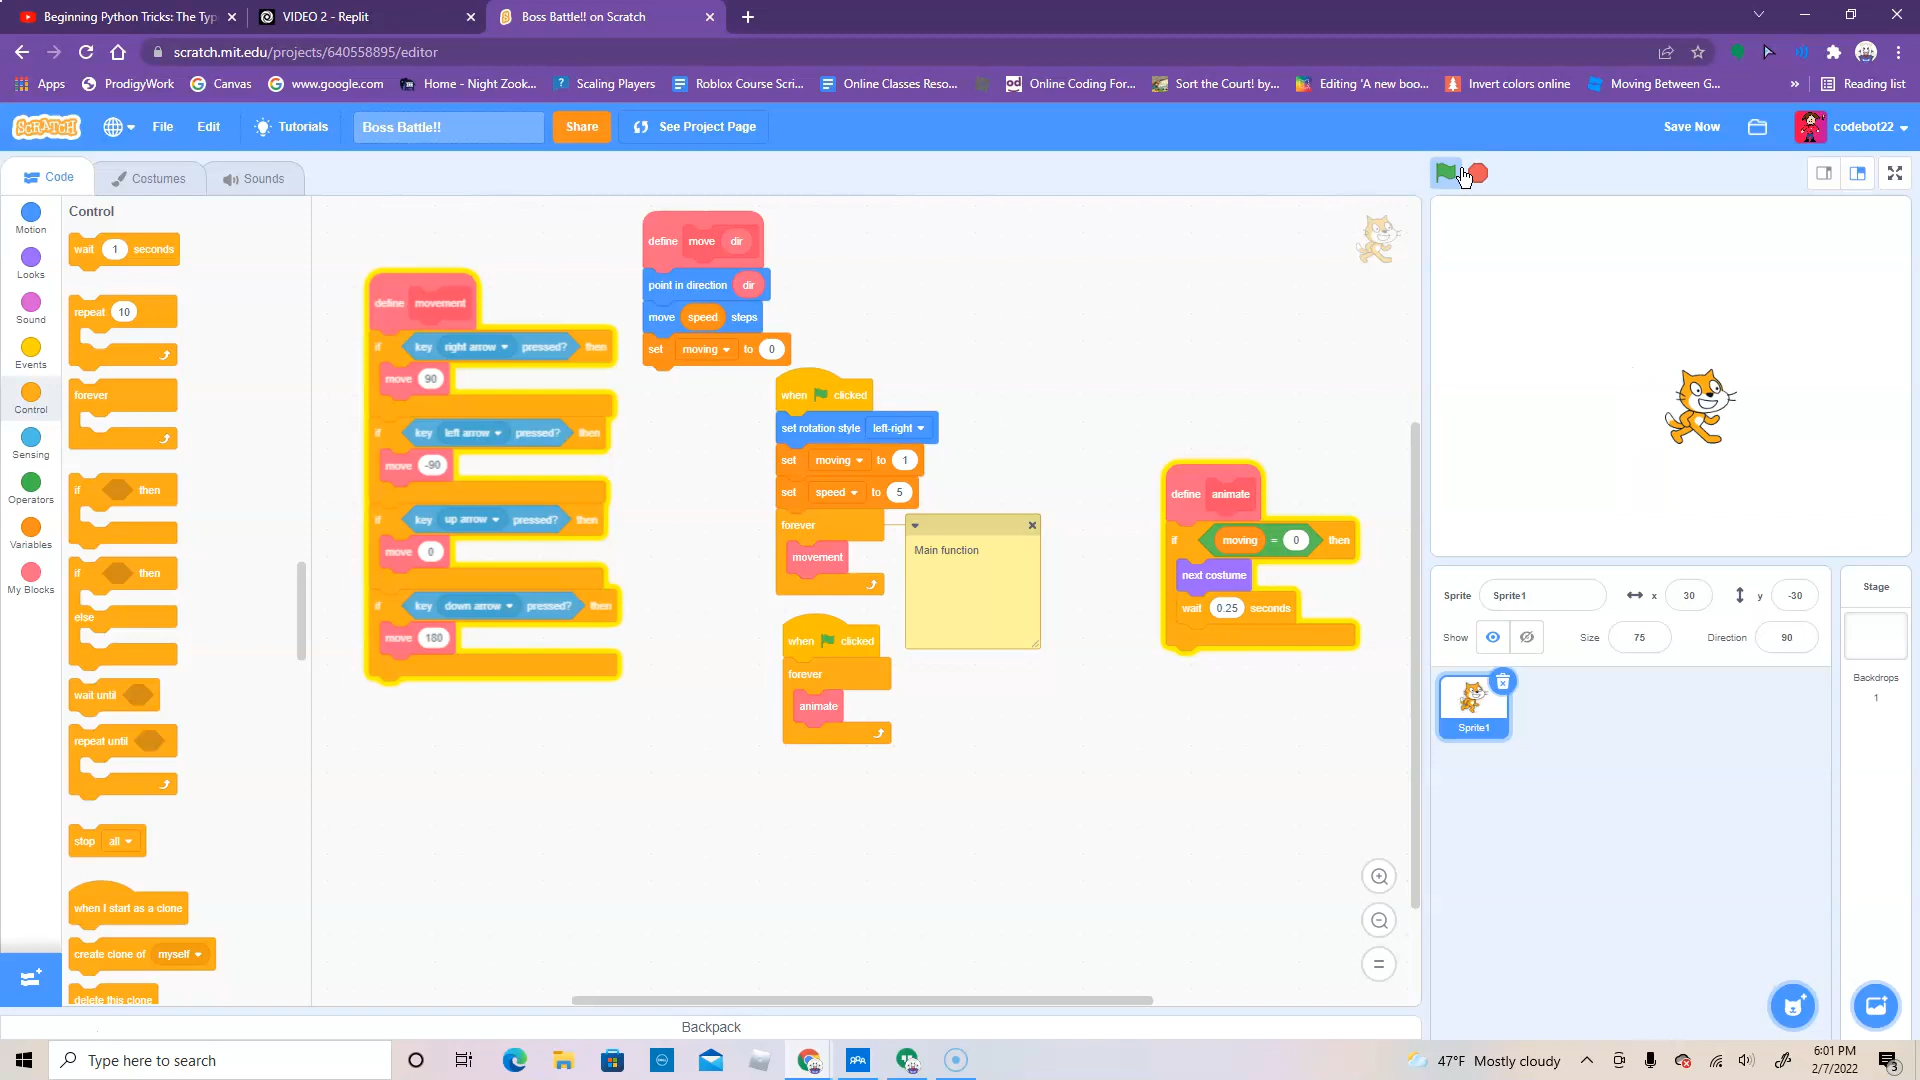 Beginning Python Tricks: The Typ
VIDEO 2 - Replit
Boss Battle!! on Scratch
scratch.mit.edu/projects/640558895/editor
Apps
ProdigyWork
Canvas
www.google.com
Home - Night Zook...
Scaling Players
Roblox Course Scri...
Online Classes Reso...
Online Coding For...
Sort the Court! by...
Editing 'A new boo...
Invert colors online
Moving Between G...
Reading list
SCRATCH
File
Edit
Tutorials
Boss Battle!!
Share
See Project Page
Save Now
codebot22
Code
Costumes
Sounds
Motion
Looks
Sound
Events
Control
Sensing
Operators
Variables
My Blocks
Control
wait 1 seconds
repeat 10
forever
if then
if then
else
wait until
repeat until
stop all
when I start as a clone
create clone of myself
delete this clone
define movement
if key right arrow pressed? then
move 90
if key left arrow pressed? then
move -90
if key up arrow pressed? then
move 0
if key down arrow pressed? then
move 180
define move dir
point in direction dir
move speed steps
set moving to 0
when clicked
set rotation style left-right
set moving to 1
set speed to 5
forever
movement
Main function
when clicked
forever
animate
define animate
if moving = 0 then
next costume
wait 0.25 seconds
Sprite Sprite1 x 30 y -30
Show Size 75 Direction 90
Sprite1
Stage
Backdrops
1
Backpack
Type here to search
47°F Mostly cloudy
6:01 PM
2/7/2022
3